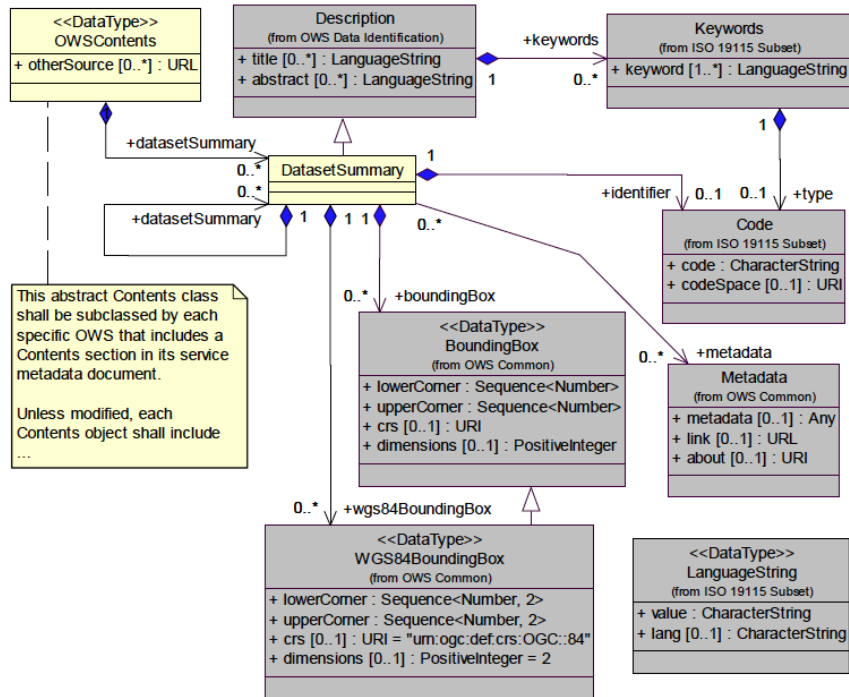 <<DataType>>
OWSContents
+ otherSource [0..*] : URL
Description
(from OWS Data Identification)
+ title [0..*] : LanguageString
+ abstract [0..*] : LanguageString
+keywords
1
0..*
Keywords
(from ISO 19115 Subset)
+ keyword [1..*] : LanguageString
1
+datasetSummary
0..*
0..*
+datasetSummary
DatasetSummary
1
1
1
1
0..*
+identifier
0..1
0..1
+type
Code
(from ISO 19115 Subset)
+ code : CharacterString
+ codeSpace [0..1] : URI
This abstract Contents class
shall be subclassed by each
specific OWS that includes a
Contents section in its service
metadata document.
Unless modified, each
Contents object shall include
...
0..*
+boundingBox
<<DataType>>
BoundingBox
(from OWS Common)
+ lowerCorner : Sequence<Number>
+ upperCorner : Sequence<Number>
+ crs [0..1] : URI
+ dimensions [0..1] : PositiveInteger
0..*
+metadata
Metadata
(from OWS Common)
+ metadata [0..1] : Any
+ link [0..1] : URL
+ about [0..1] : URI
0..*
+wgs84BoundingBox
<<DataType>>
WGS84BoundingBox
(from OWS Common)
+ lowerCorner : Sequence<Number, 2>
+ upperCorner : Sequence<Number, 2>
+ crs [0..1] : URI = "urn:ogc:def:crs:OGC::84"
+ dimensions [0..1] : PositiveInteger = 2
<<DataType>>
LanguageString
(from ISO 19115 Subset)
+ value : CharacterString
+ lang [0..1] : CharacterString